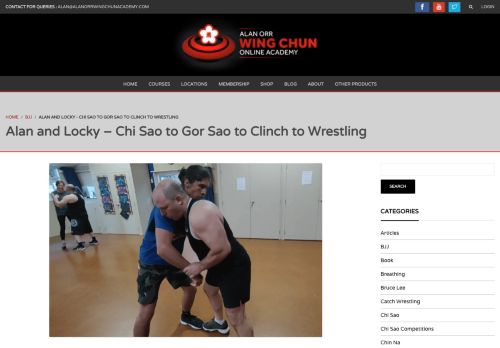 CONTACT FOR QUERIES : ALAN@ALANORRWINGCHUNACADEMY.COM
LOGIN
ALAN ORR
WING CHUN
ONLINE ACADEMY
HOME COURSES LOCATIONS MEMBERSHIP SHOP BLOG ABOUT OTHER PRODUCTS
HOME / BJJ / ALAN AND LOCKY - CHI SAO TO GOR SAO TO CLINCH TO WRESTLING
Alan and Locky – Chi Sao to Gor Sao to Clinch to Wrestling
SEARCH
CATEGORIES
Articles
BJJ
Book
Breathing
Bruce Lee
Catch Wrestling
Chi Sao
Chi Sao Competitions
Chin Na